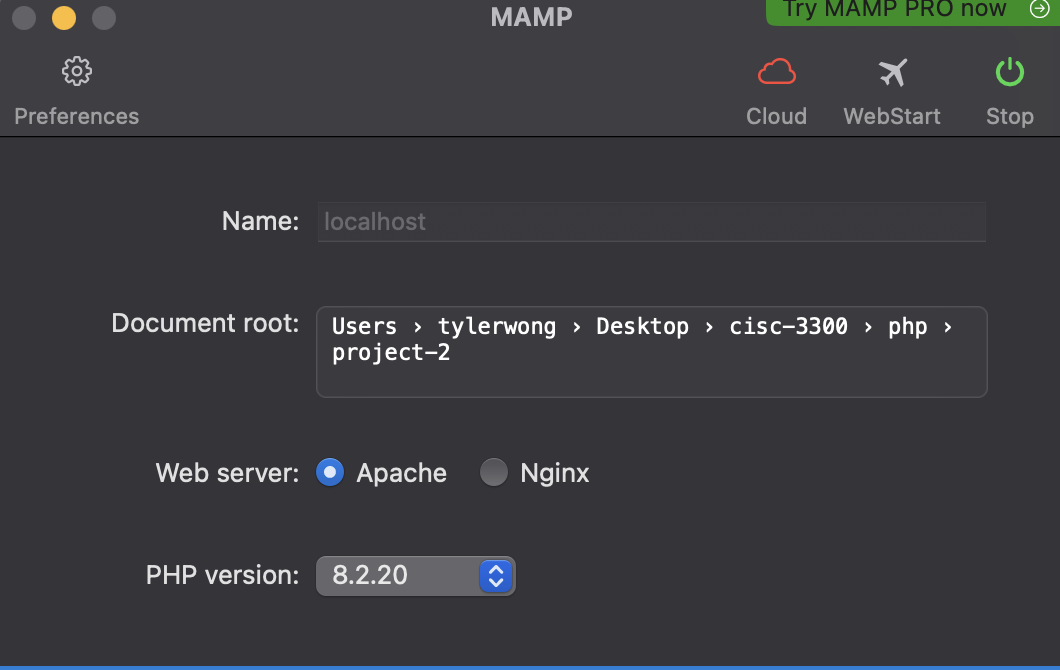 MAMP
Try MAMP PRO now
Preferences
Cloud
WebStart
Stop
Name:
localhost
Document root:
Users › tylerwong › Desktop › cisc-3300 › php ›
project-2
Web server:
Apache
Nginx
PHP version:
8.2.20